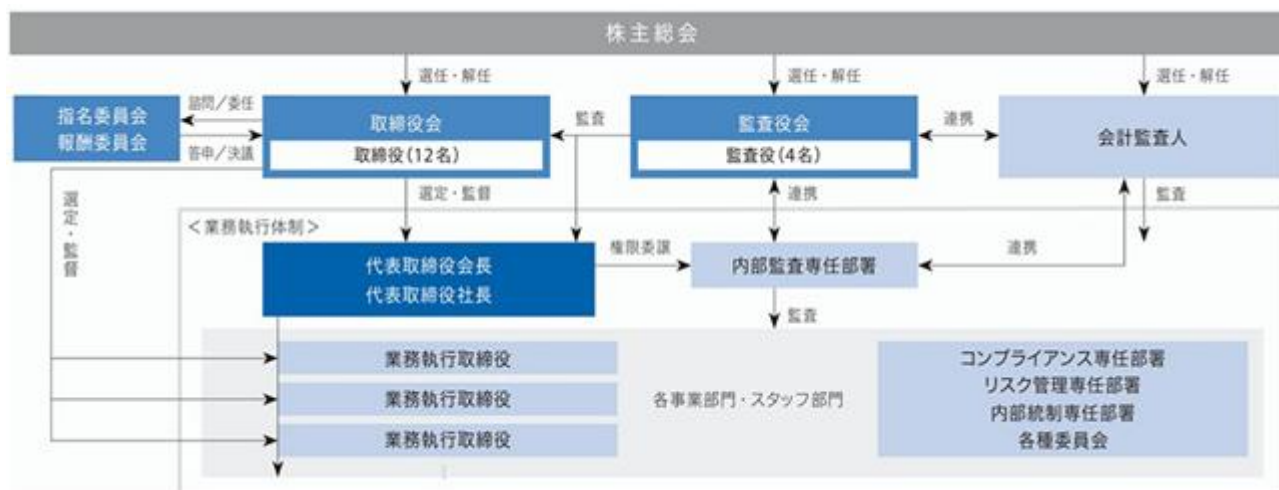 株主総会
選任・解任
選任・解任
選任・解任
指名委員会
報酬委員会
諮問/委任
答申/決議
取締役会
取締役(12名)
監査
監査役会
監査役(4名)
連携
会計監査人
選定・監督
選定・監督
連携
監査
<業務執行体制>
代表取締役会長
代表取締役社長
権限委譲
内部監査専任部署
連携
監査
業務執行取締役
業務執行取締役
業務執行取締役
各事業部門・スタッフ部門
コンプライアンス専任部署
リスク管理専任部署
内部統制専任部署
各種委員会